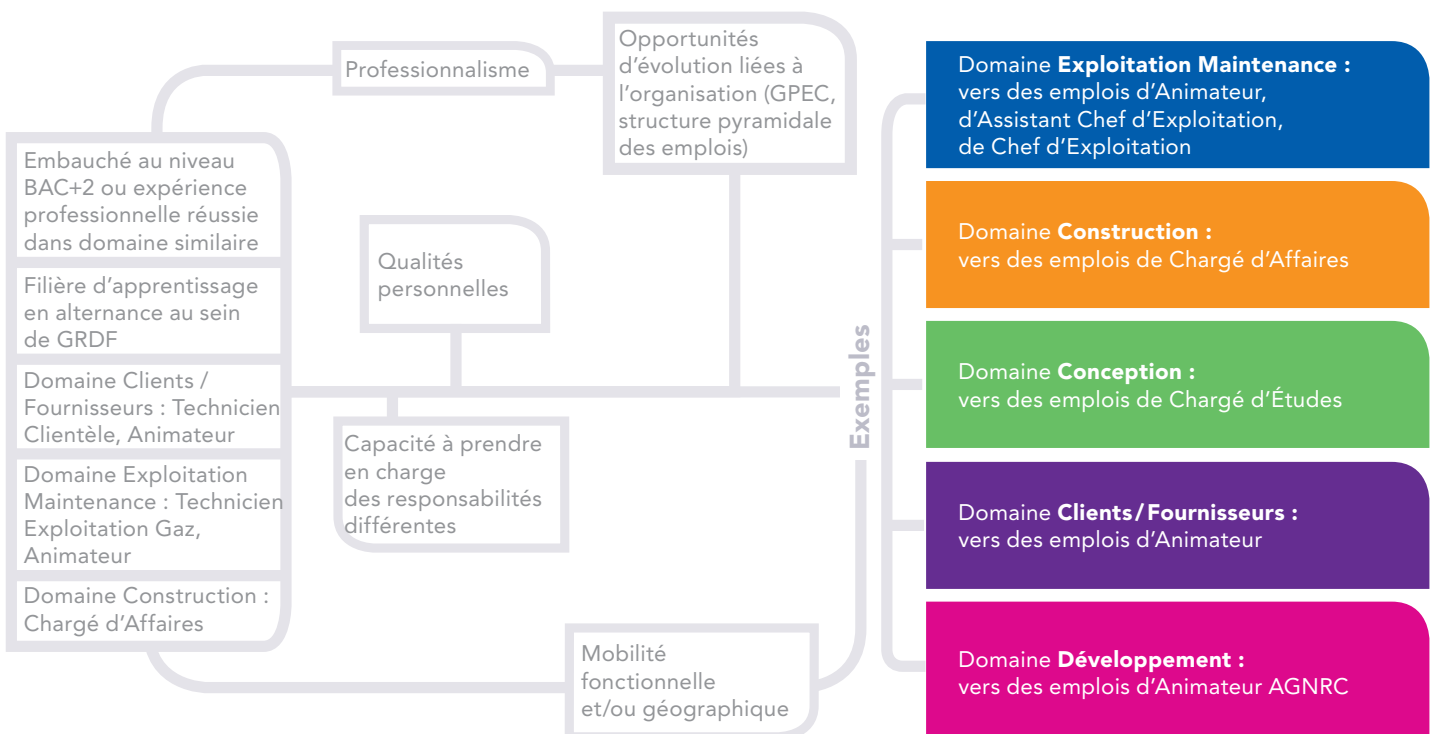 Professionnalisme
Opportunités
d'évolution liées à
l'organisation (GPEC,
structure pyramidale
des emplois)
Embauché au niveau
BAC+2 ou expérience
professionnelle réussie
dans domaine similaire
Filière d'apprentissage
en alternance au sein
de GRDF
Domaine Clients /
Fournisseurs : Technicien
Clientèle, Animateur
Domaine Exploitation
Maintenance : Technicien
Exploitation Gaz,
Animateur
Domaine Construction :
Chargé d'Affaires
Qualités
personnelles
Capacité à prendre
en charge
des responsabilités
différentes
Mobilité
fonctionnelle
et/ou géographique
Exemples
Domaine Exploitation Maintenance :
vers des emplois d'Animateur,
d'Assistant Chef d'Exploitation,
de Chef d'Exploitation
Domaine Construction :
vers des emplois de Chargé d'Affaires
Domaine Conception :
vers des emplois de Chargé d'Études
Domaine Clients/Fournisseurs :
vers des emplois d'Animateur
Domaine Développement :
vers des emplois d'Animateur AGNRC